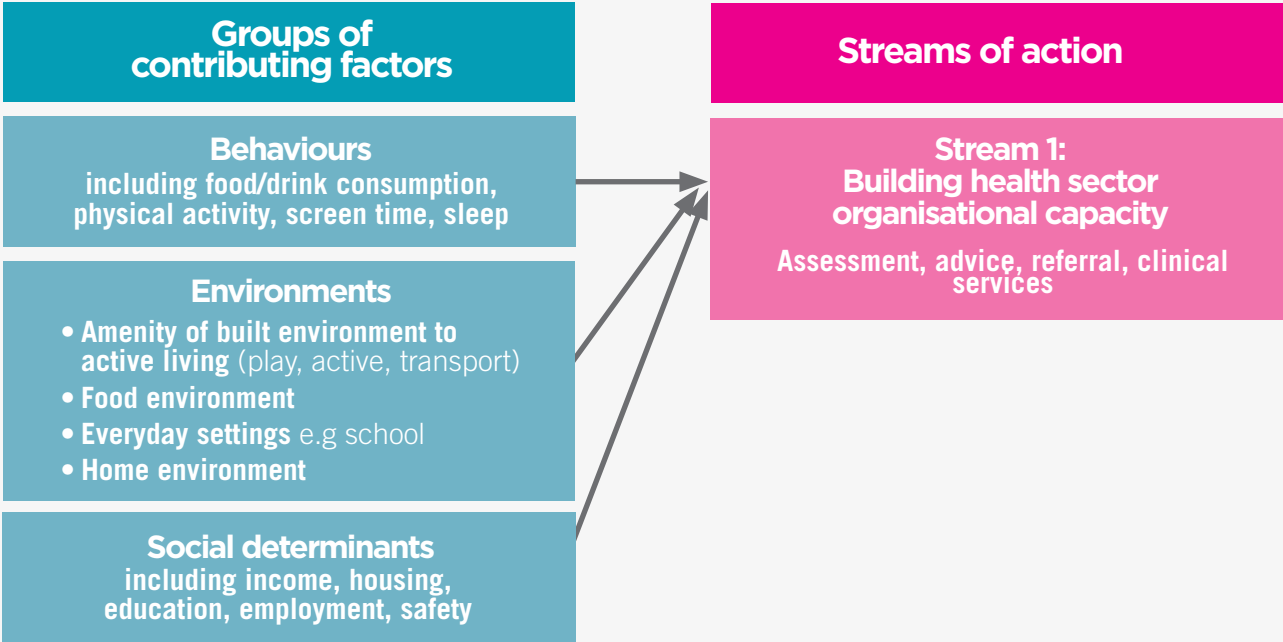 Groups of
contributing factors
Behaviours
including food/drink consumption,
physical activity, screen time, sleep
Environments
• Amenity of built environment to
active living (play, active, transport)
• Food environment
• Everyday settings e.g school
• Home environment
Social determinants
including income, housing,
education, employment, safety
Streams of action
Stream 1:
Building health sector
organisational capacity
Assessment, advice, referral, clinical
services